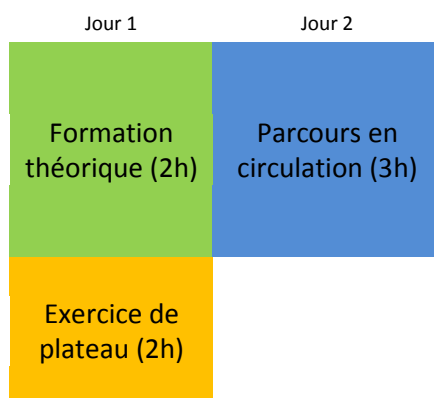 Jour 1
Jour 2
Formation
théorique (2h)
Parcours en
circulation (3h)
Exercice de
plateau (2h)